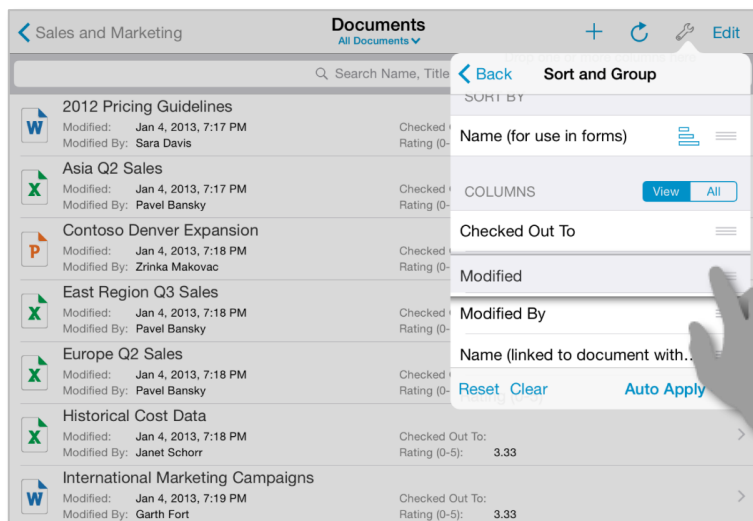 Sales and Marketing
Documents
All Documents
Edit
Search Name, Title
Back
Sort and Group
SORT BY
Name (for use in forms)
COLUMNS
View
All
Checked Out To
Modified
Modified By
Name (linked to document with...
Reset
Clear
Auto Apply
2012 Pricing Guidelines
Modified: Jan 4, 2013, 7:17 PM Checked
Modified By: Sara Davis Rating (0-
Asia Q2 Sales
Modified: Jan 4, 2013, 7:17 PM Checked
Modified By: Pavel Bansky Rating (0-
Contoso Denver Expansion
Modified: Jan 4, 2013, 7:18 PM Checked
Modified By: Zrinka Makovac Rating (0-
East Region Q3 Sales
Modified: Jan 4, 2013, 7:18 PM Checked
Modified By: Pavel Bansky Rating (0-
Europe Q2 Sales
Modified: Jan 4, 2013, 7:18 PM Checked
Modified By: Pavel Bansky Rating (0-
Historical Cost Data
Modified: Jan 4, 2013, 7:18 PM Checked Out To:
Modified By: Janet Schorr Rating (0-5): 3.33
International Marketing Campaigns
Modified: Jan 4, 2013, 7:19 PM Checked Out To:
Modified By: Garth Fort Rating (0-5): 3.33